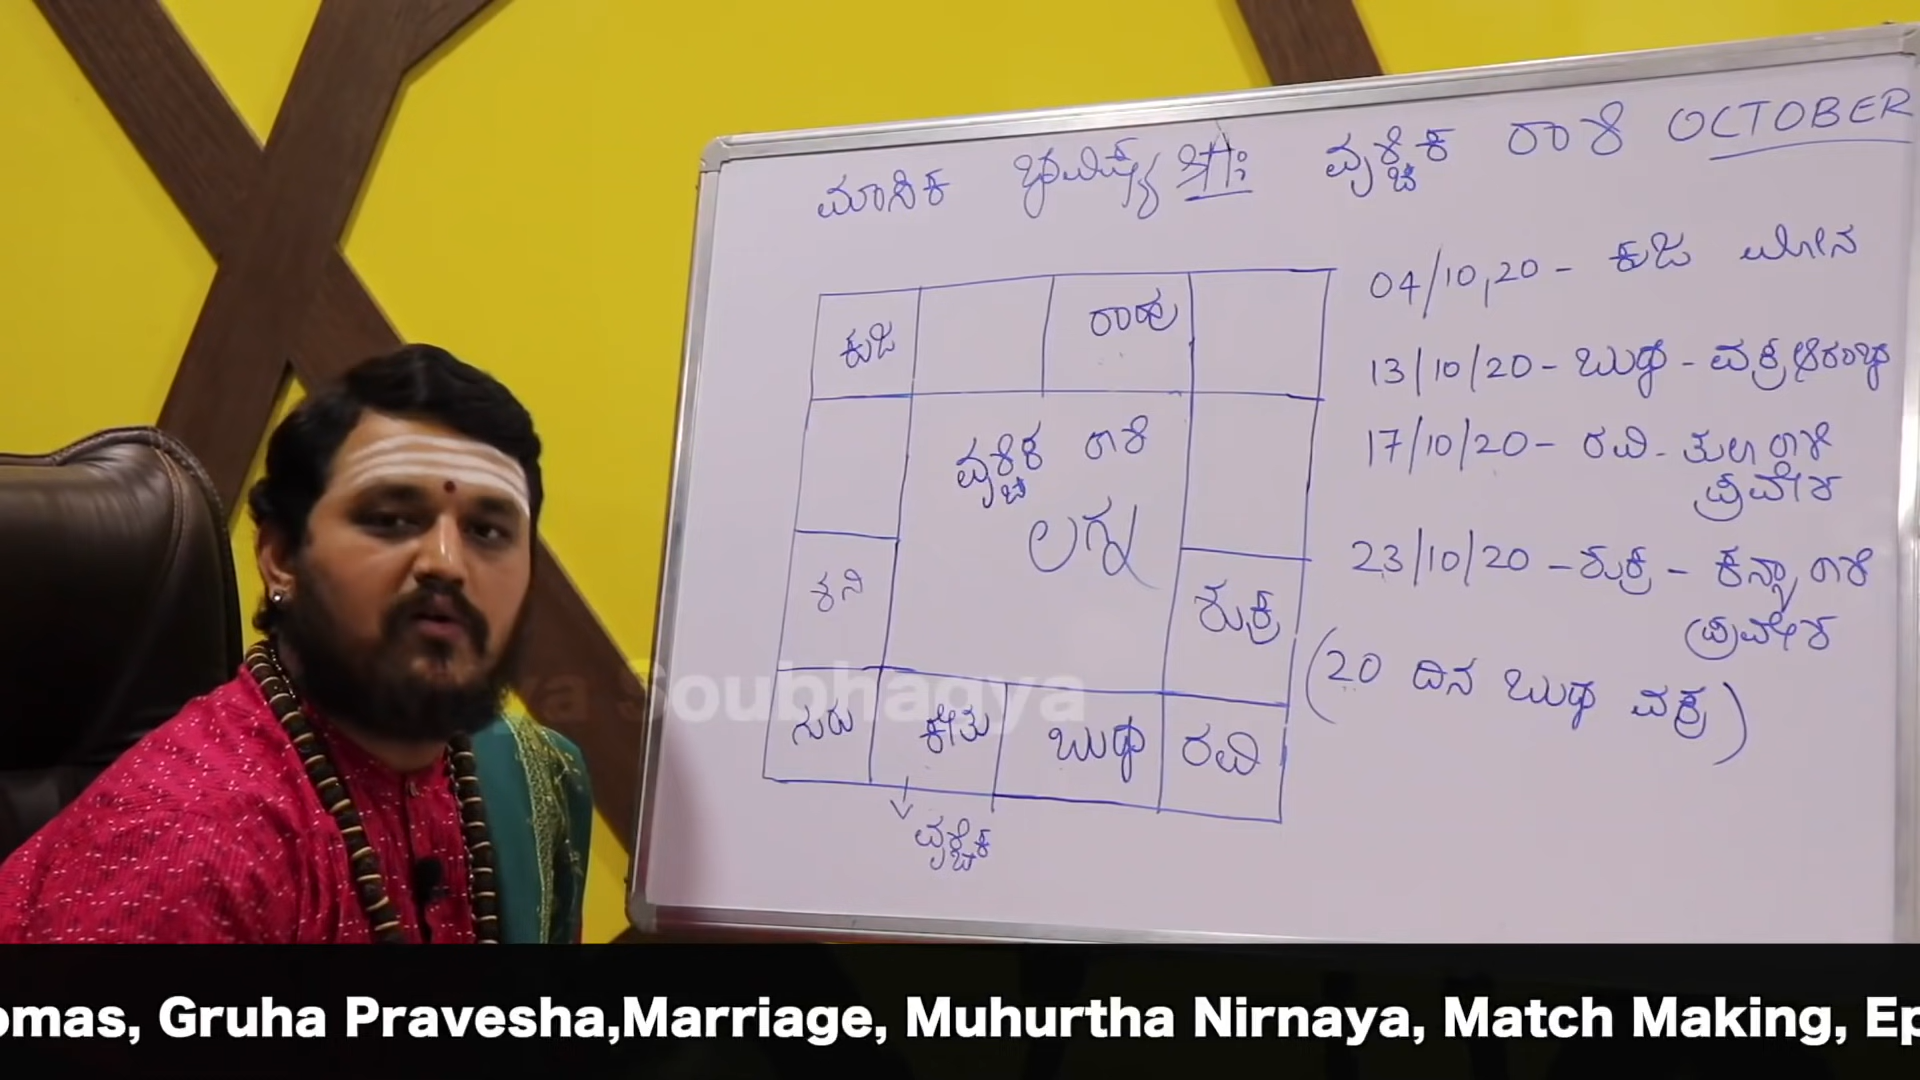 ಮಾಸಿಕ ಭವಿಷ್ಯ ವೃಶ್ಚಿಕ ರಾಶಿ OCTOBER
04/10,20 - ಕುಜ ಮೀನ
13/10/20 - ಬುಧ - ವಕ್ರ ಆರಂಭ
17/10/20 - ರವಿ - ತುಲಾ ರಾಶಿ
ಪ್ರವೇಶ
23/10/20 - ಶುಕ್ರ - ಕನ್ಯಾ ರಾಶಿ
ಪ್ರವೇಶ
(20 ದಿನ ಬುಧ ವಕ್ರ)
ಕುಜ ರಾಹು
ವೃಶ್ಚಿಕ ರಾಶಿ
ಲಗ್ನ
ಶನಿ ಶುಕ್ರ
ಗುರು ಕೇತು ಬುಧ ರವಿ
ವೃಶ್ಚಿಕ
Soubhagya
omas, Gruha Pravesha,Marriage, Muhurtha Nirnaya, Match Making, Ep